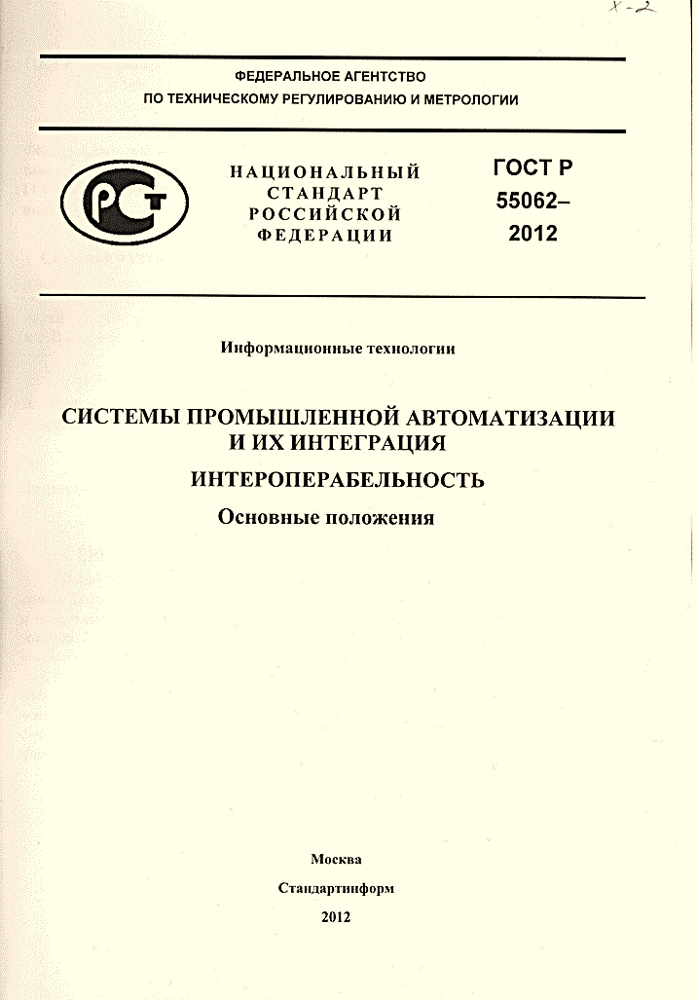 х-2
ФЕДЕРАЛЬНОЕ АГЕНТСТВО
ПО ТЕХНИЧЕСКОМУ РЕГУЛИРОВАНИЮ И МЕТРОЛОГИИ
РСТ
НАЦИОНАЛЬНЫЙ
СТАНДАРТ
РОССИЙСКОЙ
ФЕДЕРАЦИИ
ГОСТ Р
55062–
2012
Информационные технологии
СИСТЕМЫ ПРОМЫШЛЕННОЙ АВТОМАТИЗАЦИИ
И ИХ ИНТЕГРАЦИЯ
ИНТЕРОПЕРАБЕЛЬНОСТЬ
Основные положения
Москва
Стандартинформ
2012